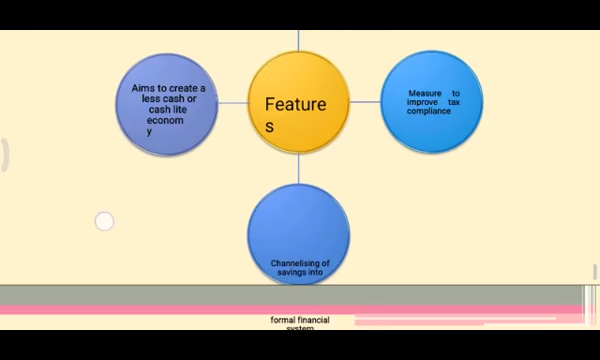 Aims to create a
less cash or
cash lite
econom
y
Feature
s
Measure to
improve tax
compliance
Channelising of
savings into
formal financial
system